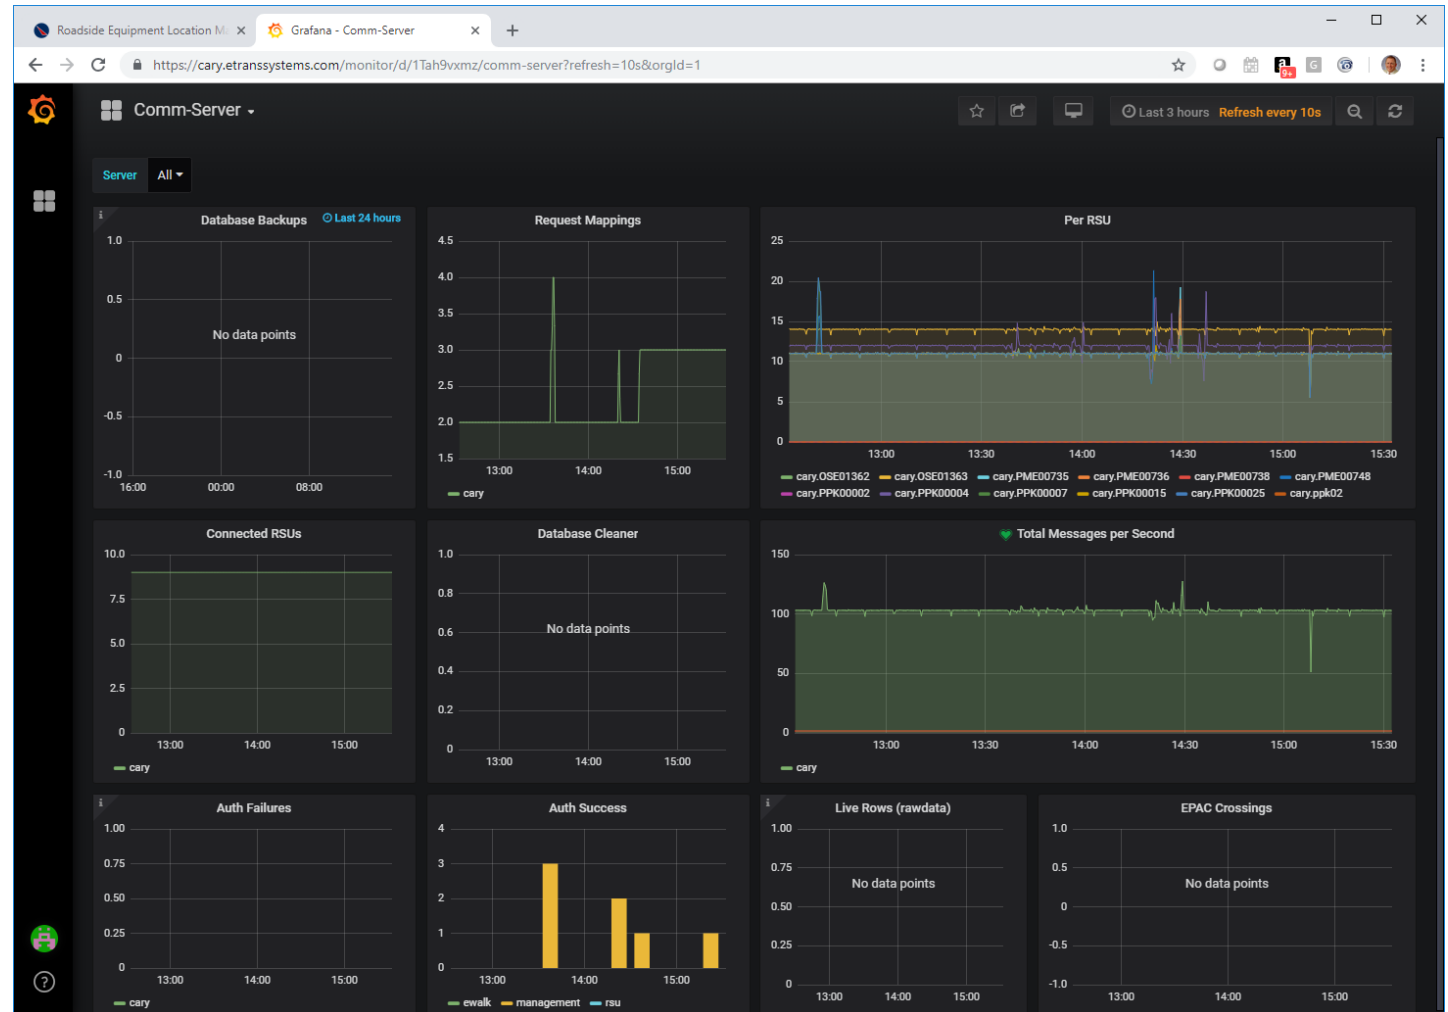 Roadside Equipment Location M
Grafana - Comm-Server
https://cary.etranssystems.com/monitor/d/1Tah9vxmz/comm-server?refresh=10s&orgId=1
a
9+
G
Comm-Server
Last 3 hours Refresh every 10s
Server All
i
Database Backups
Last 24 hours
1.0
0.5
0
-0.5
-1.0
No data points
16:00 00:00 08:00
Request Mappings
4.5
4.0
3.5
3.0
2.5
2.0
1.5
13:00 14:00 15:00
cary
Per RSU
25
20
15
10
5
0
13:00 13:30 14:00 14:30 15:00 15:30
cary.OSE01362 cary.OSE01363 cary.PME00735 cary.PME00736 cary.PME00738 cary.PME00748
cary.PPK00002 cary.PPK00004 cary.PPK00007 cary.PPK00015 cary.PPK00025 cary.ppk02
Connected RSUs
10.0
7.5
5.0
2.5
0
13:00 14:00 15:00
cary
Database Cleaner
1.0
0.8
0.6
0.4
0.2
0
No data points
13:00 14:00 15:00
Total Messages per Second
150
100
50
0
13:00 13:30 14:00 14:30 15:00 15:30
cary
i
Auth Failures
1.00
0.75
0.50
0.25
0
13:00 14:00 15:00
cary
Auth Success
4
3
2
1
0
13:00 14:00 15:00
ewalk management rsu
i
Live Rows (rawdata)
1.00
0.75
0.50
0.25
0
No data points
13:00 14:00 15:00
EPAC Crossings
1.0
0.5
0
-0.5
-1.0
No data points
13:00 14:00 15:00
?